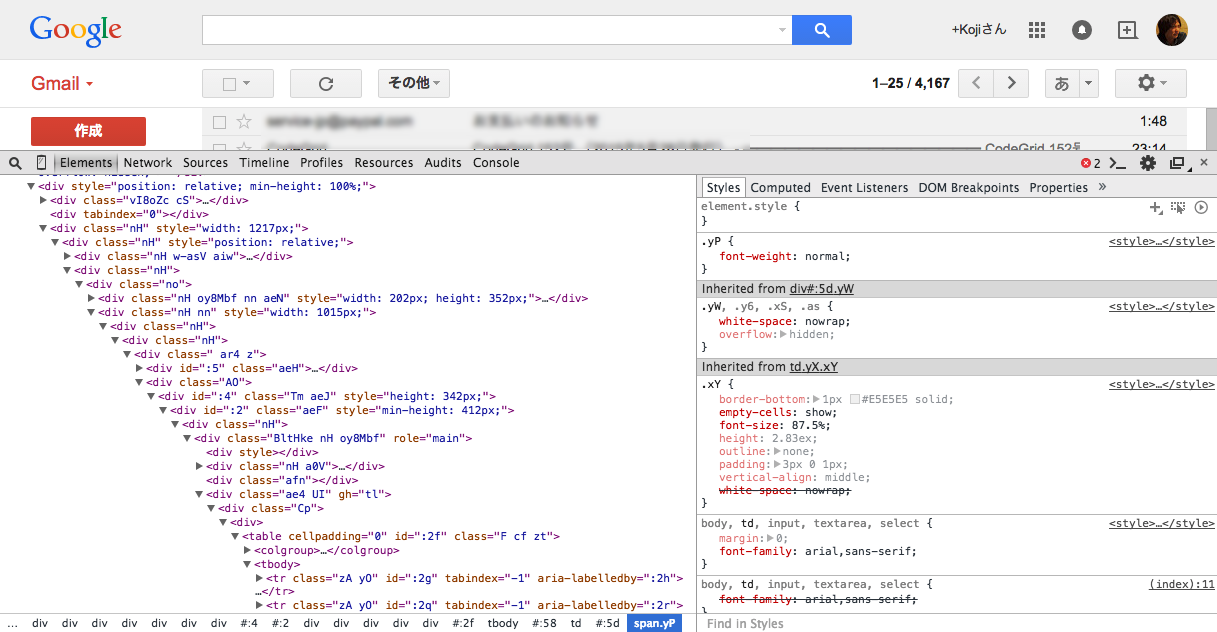 Google
+Kojiさん
Gmail
その他
1–25 / 4,167
あ
作成
1:48
CodeGrid 152号
23:14
Elements Network Sources Timeline Profiles Resources Audits Console
2
<div style="position: relative; min-height: 100%;">
<div class="vI8oZc cS">…</div>
<div tabindex="0"></div>
<div class="nH" style="width: 1217px;">
<div class="nH" style="position: relative;">
<div class="nH w-asV aiw">…</div>
<div class="nH">
<div class="no">
<div class="nH oy8Mbf nn aeN" style="width: 202px; height: 352px;">…</div>
<div class="nH nn" style="width: 1015px;">
<div class="nH">
<div class="nH">
<div class=" ar4 z">
<div id=":5" class="aeH">…</div>
<div class="AO">
<div id=":4" class="Tm aeJ" style="height: 342px;">
<div id=":2" class="aeF" style="min-height: 412px;">
<div class="nH">
<div class="BltHke nH oy8Mbf" role="main">
<div style></div>
<div class="nH a0V">…</div>
<div class="afn"></div>
<div class="ae4 UI" gh="tl">
<div class="Cp">
<div>
<table cellpadding="0" id=":2f" class="F cf zt">
<colgroup>…</colgroup>
<tbody>
<tr class="zA yO" id=":2g" tabindex="-1" aria-labelledby=":2h">
…</tr>
<tr class="zA yO" id=":2q" tabindex="-1" aria-labelledby=":2r">
... div div div div div div div #:4 #:2 div div div div div #:2f tbody #:58 td #:5d span.yP
Styles Computed Event Listeners DOM Breakpoints Properties »
element.style {
}
.yP { <style>…</style>
font-weight: normal;
}
Inherited from div#:5d.yW
.yW, .y6, .xS, .as { <style>…</style>
white-space: nowrap;
overflow: hidden;
}
Inherited from td.yX.xY
.xY { <style>…</style>
border-bottom: 1px #E5E5E5 solid;
empty-cells: show;
font-size: 87.5%;
height: 2.83ex;
outline: none;
padding: 3px 0 1px;
vertical-align: middle;
white-space: nowrap;
}
body, td, input, textarea, select { <style>…</style>
margin: 0;
font-family: arial,sans-serif;
}
body, td, input, textarea, select { (index):11
font-family: arial,sans-serif;
}
Find in Styles